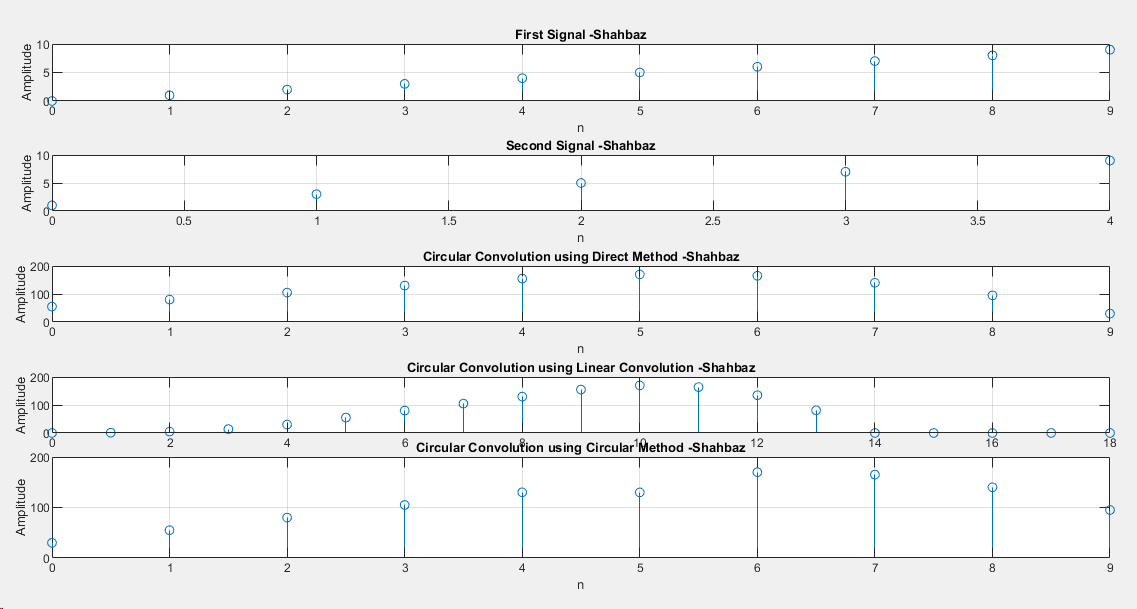 First Signal -Shahbaz
Amplitude
10
5
0
0 1 2 3 4 5 6 7 8 9
n
Second Signal -Shahbaz
Amplitude
10
5
0
0 0.5 1 1.5 2 2.5 3 3.5 4
n
Circular Convolution using Direct Method -Shahbaz
Amplitude
200
100
0
0 1 2 3 4 5 6 7 8 9
n
Circular Convolution using Linear Convolution -Shahbaz
Amplitude
200
100
0
0 2 4 6 8 10 12 14 16 18
Circular Convolution using Circular Method -Shahbaz
Amplitude
200
100
0
0 1 2 3 4 5 6 7 8 9
n